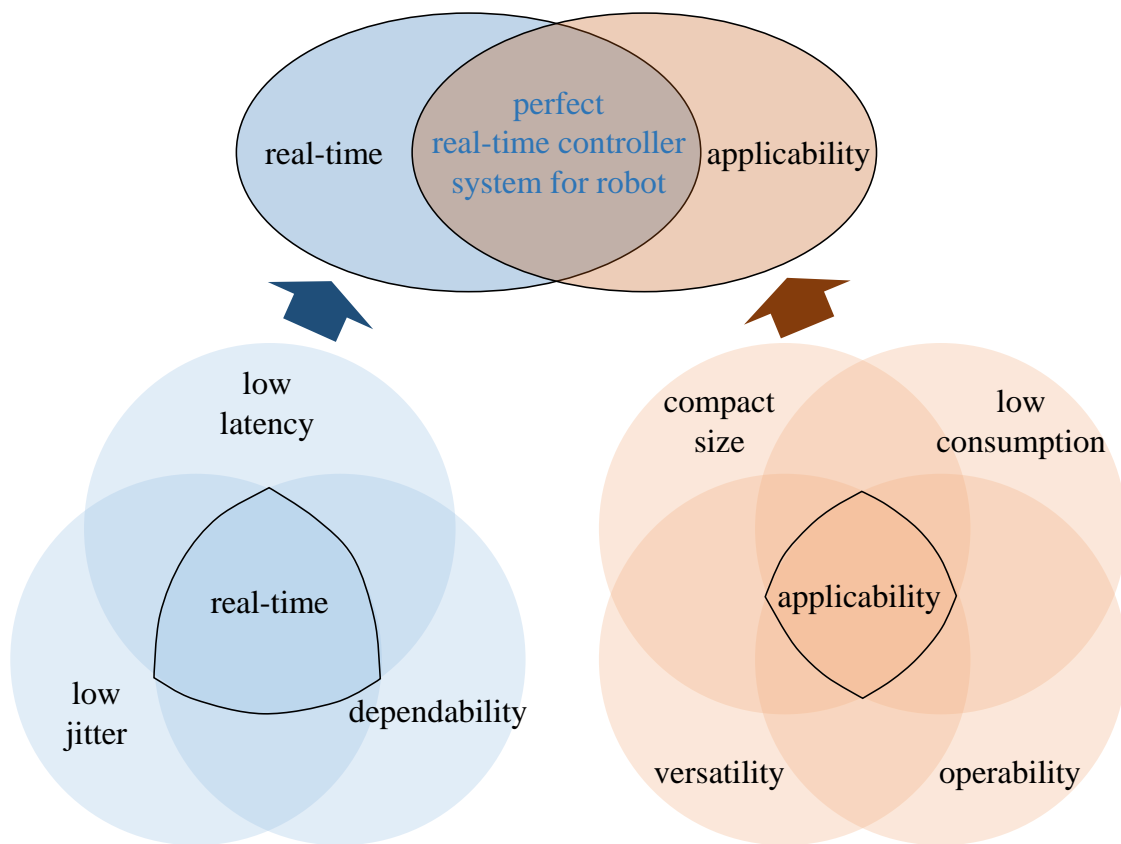 perfect
real-time controller
system for robot
real-time
applicability
low
latency
real-time
low
jitter
dependability
compact
size
low
consumption
applicability
versatility
operability